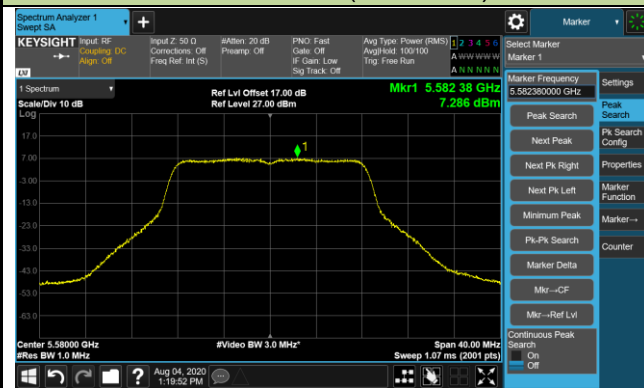 Spectrum Analyzer 1
Swept SA
KEYSIGHT
Input: RF
Coupling: DC
Align: Off
Input Z: 50 Ω
Corrections: Off
Freq Ref: Int (S)
#Atten: 20 dB
Preamp: Off
PNO: Fast
Gate: Off
IF Gain: Low
Sig Track: Off
Avg Type: Power (RMS)
Avg|Hold: 100/100
Trig: Free Run
1 2 3 4 5 6
A W W W W W
A N N N N N
LXI
1 Spectrum
Scale/Div 10 dB
Log
Ref Lvl Offset 17.00 dB
Ref Level 27.00 dBm
Mkr1 5.582 38 GHz
7.286 dBm
1
17.0
7.00
-3.00
-13.0
-23.0
-33.0
-43.0
-53.0
-63.0
Center 5.58000 GHz
#Res BW 1.0 MHz
#Video BW 3.0 MHz*
Span 40.00 MHz
Sweep 1.07 ms (2001 pts)
Aug 04, 2020
1:19:52 PM
Marker
Select Marker
Marker 1
Marker Frequency
5.582380000 GHz
Peak Search
Next Peak
Next Pk Right
Next Pk Left
Minimum Peak
Pk-Pk Search
Marker Delta
Mkr→CF
Mkr→Ref Lvl
Continuous Peak
Search
On
Off
Settings
Peak
Search
Pk Search
Config
Properties
Marker
Function
Marker→
Counter